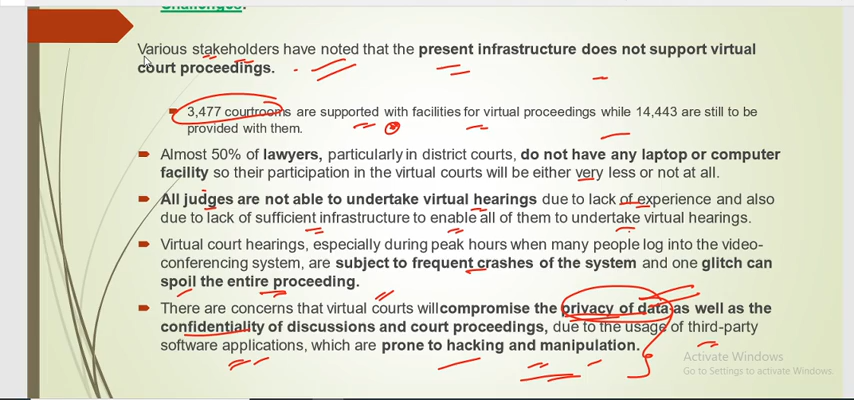 Challenges:
Various stakeholders have noted that the present infrastructure does not support virtual
court proceedings.
3,477 courtrooms are supported with facilities for virtual proceedings while 14,443 are still to be
provided with them.
Almost 50% of lawyers, particularly in district courts, do not have any laptop or computer
facility so their participation in the virtual courts will be either very less or not at all.
All judges are not able to undertake virtual hearings due to lack of experience and also
due to lack of sufficient infrastructure to enable all of them to undertake virtual hearings.
Virtual court hearings, especially during peak hours when many people log into the video-
conferencing system, are subject to frequent crashes of the system and one glitch can
spoil the entire proceeding.
There are concerns that virtual courts willcompromise the privacy of data as well as the
confidentiality of discussions and court proceedings, due to the usage of third-party
software applications, which are prone to hacking and manipulation.
Activate Windows
Go to Settings to activate Windows.